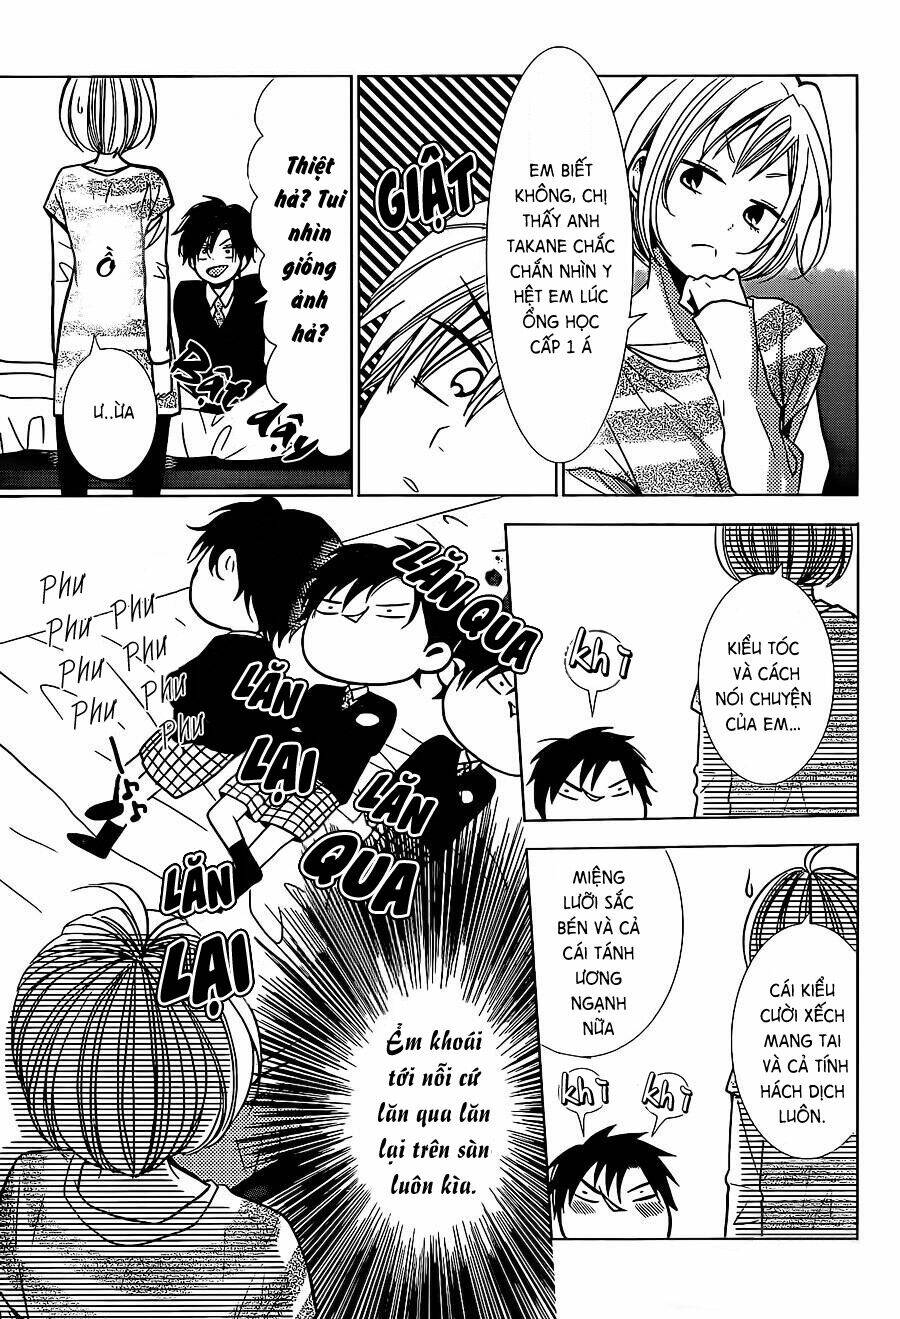 EM BIẾT
KHÔNG, CHỊ
THẤY ANH
TAKANE CHẮC
CHẮN NHÌN Y
HỆT EM LÚC
ỔNG HỌC
CẤP 1 Á
GIẬT
Thiệt
hả? Tui
nhìn
giống
ảnh
hả?
Ồ
Ư..ỪA
Bật
dậy
KIỂU TÓC
VÀ CÁCH
NÓI CHUYỆN
CỦA EM...
khì
CÁI KIỂU
CƯỜI XẾCH
MANG TAI
VÀ CẢ TÍNH
HÁCH DỊCH
LUÔN.
MIỆNG
LƯỠI SẮC
BÉN VÀ CẢ
CÁI TÁNH
ƯƠNG
NGẠNH
NỮA
khì
khì
LĂN QUA
LĂN
LẠI
LĂN
QUA
LĂN
LẠI
Phu
Phu
Phu
Phu
Phu
Phu
Phu
Phu
Ểm khoái
tới nỗi cứ
lăn qua lăn
lại trên sàn
luôn kìa.